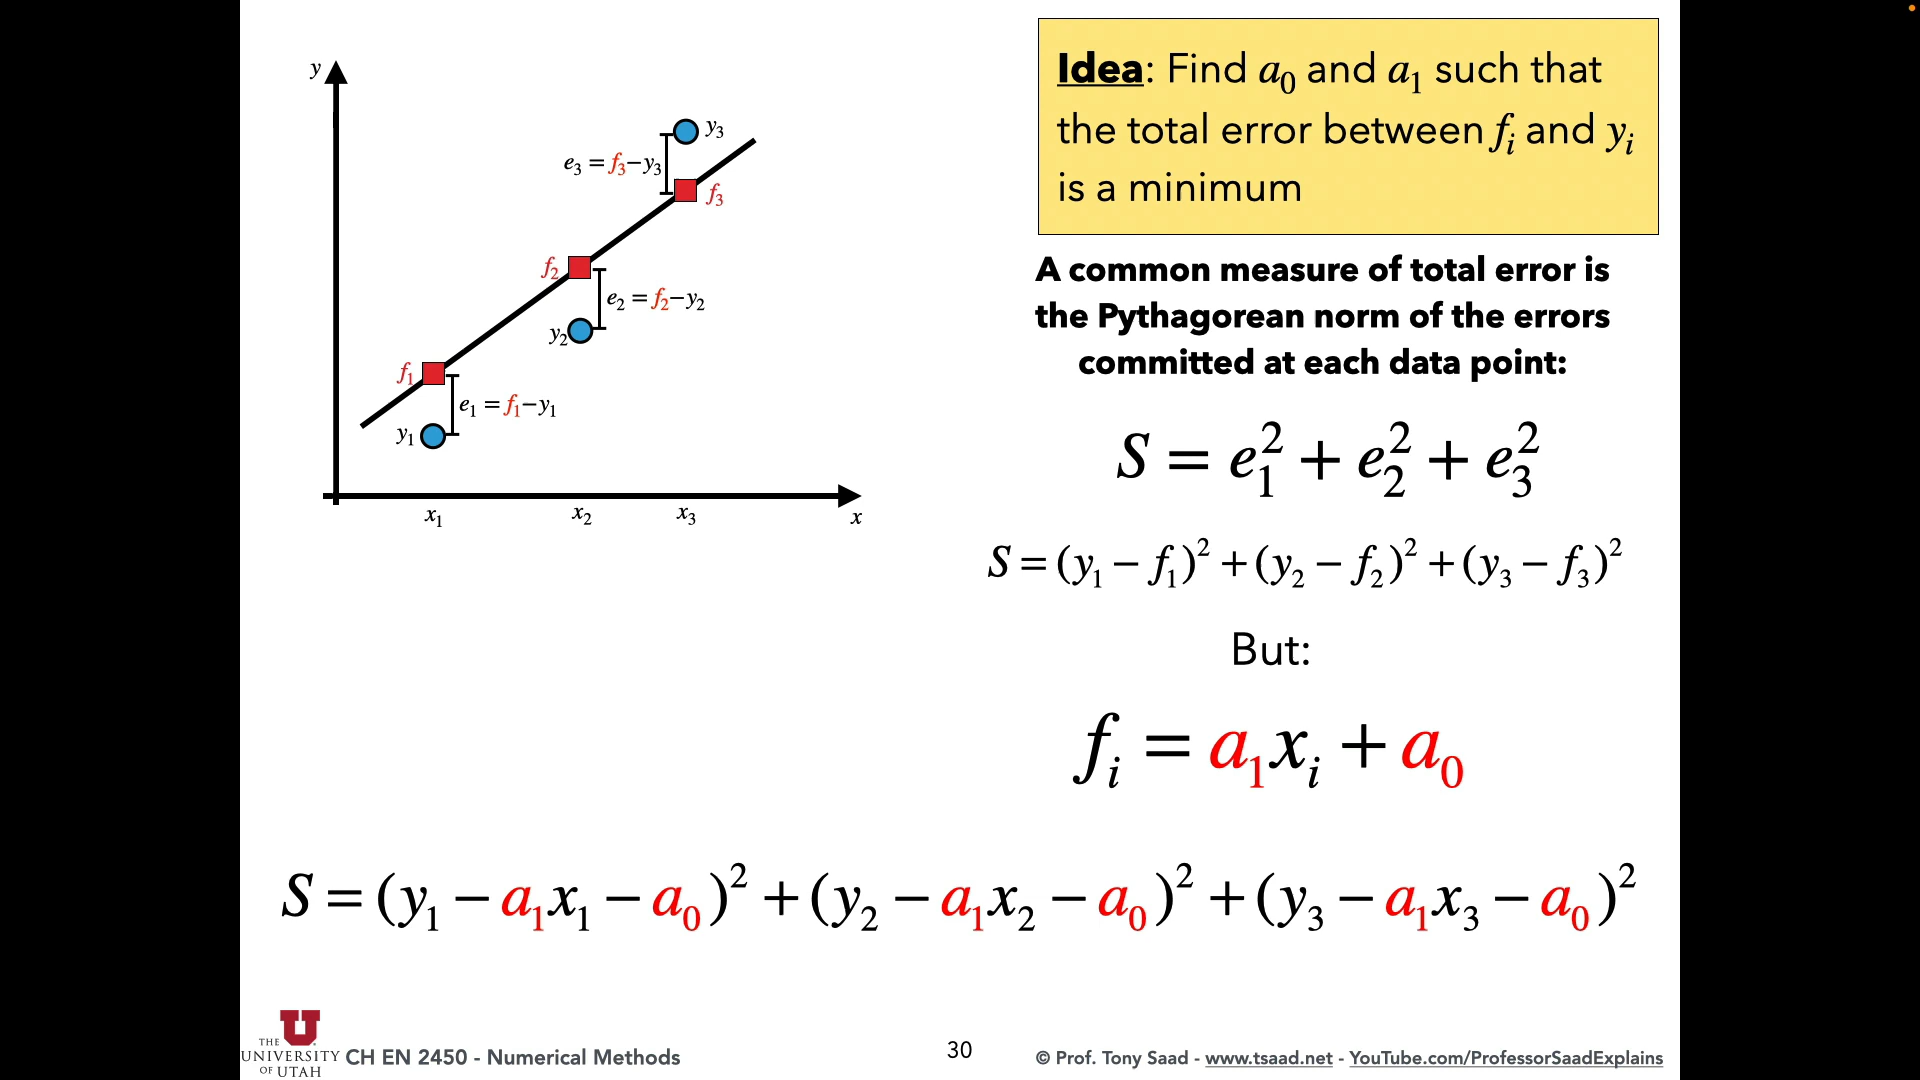 y
y₃
e₃ = f₃−y₃
f₃
f₂
e₂ = f₂−y₂
y₂
f₁
e₁ = f₁−y₁
y₁
x₁ x₂ x₃ x
Idea: Find a₀ and a₁ such that
the total error between fᵢ and yᵢ
is a minimum
A common measure of total error is
the Pythagorean norm of the errors
committed at each data point:
S = e₁² + e₂² + e₃²
S = (y₁ − f₁)² + (y₂ − f₂)² + (y₃ − f₃)²
But:
fᵢ = a₁xᵢ + a₀
S = (y₁ − a₁x₁ − a₀)² + (y₂ − a₁x₂ − a₀)² + (y₃ − a₁x₃ − a₀)²
U
THE
UNIVERSITY
OF UTAH
CH EN 2450 - Numerical Methods
30
© Prof. Tony Saad - www.tsaad.net - YouTube.com/ProfessorSaadExplains